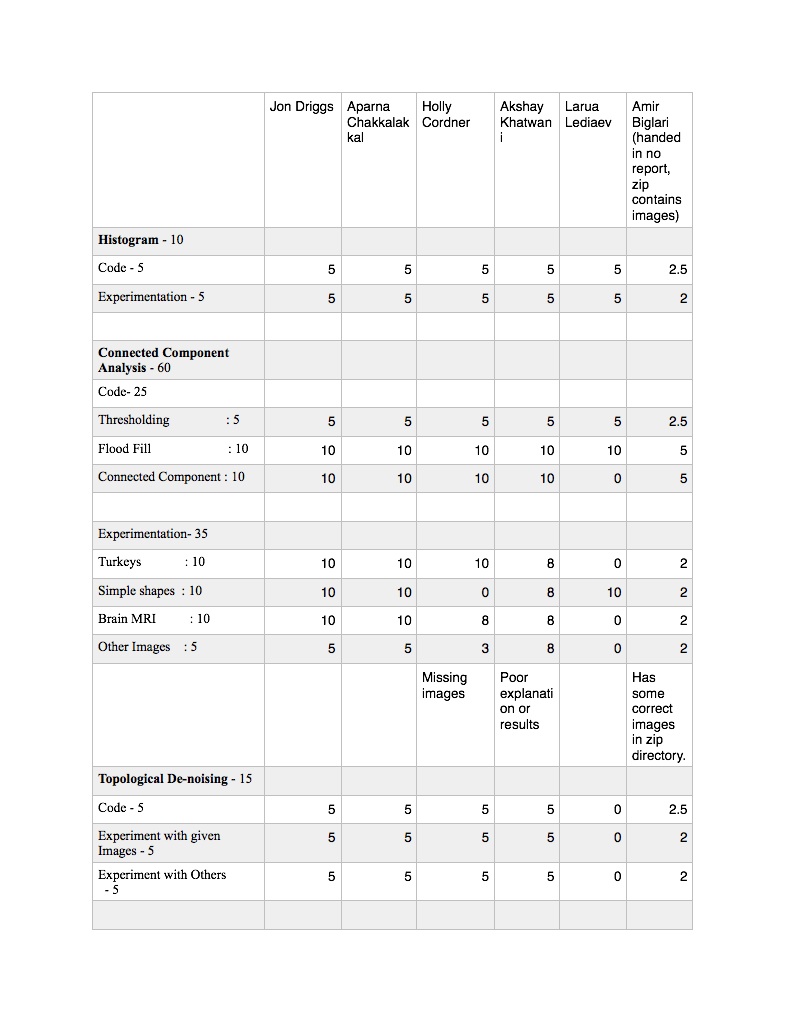 Jon Driggs Aparna Chakkalak kal Holly Cordner Akshay Khatwan i Larua Lediaev Amir Biglari (handed in no report, zip contains images)
Histogram - 10
Code - 5 5 5 5 5 5 2.5
Experimentation - 5 5 5 5 5 5 2
Connected Component
Analysis - 60
Code- 25
Thresholding : 5 5 5 5 5 5 2.5
Flood Fill : 10 10 10 10 10 10 5
Connected Component : 10 10 10 10 10 0 5
Experimentation- 35
Turkeys : 10 10 10 10 8 0 2
Simple shapes : 10 10 10 0 8 10 2
Brain MRI : 10 10 10 8 8 0 2
Other Images : 5 5 5 3 8 0 2
Missing images Poor explanati on or results Has some correct images in zip directory.
Topological De-noising - 15
Code - 5 5 5 5 5 0 2.5
Experiment with given
Images - 5 5 5 5 5 0 2
Experiment with Others
- 5 5 5 5 5 0 2